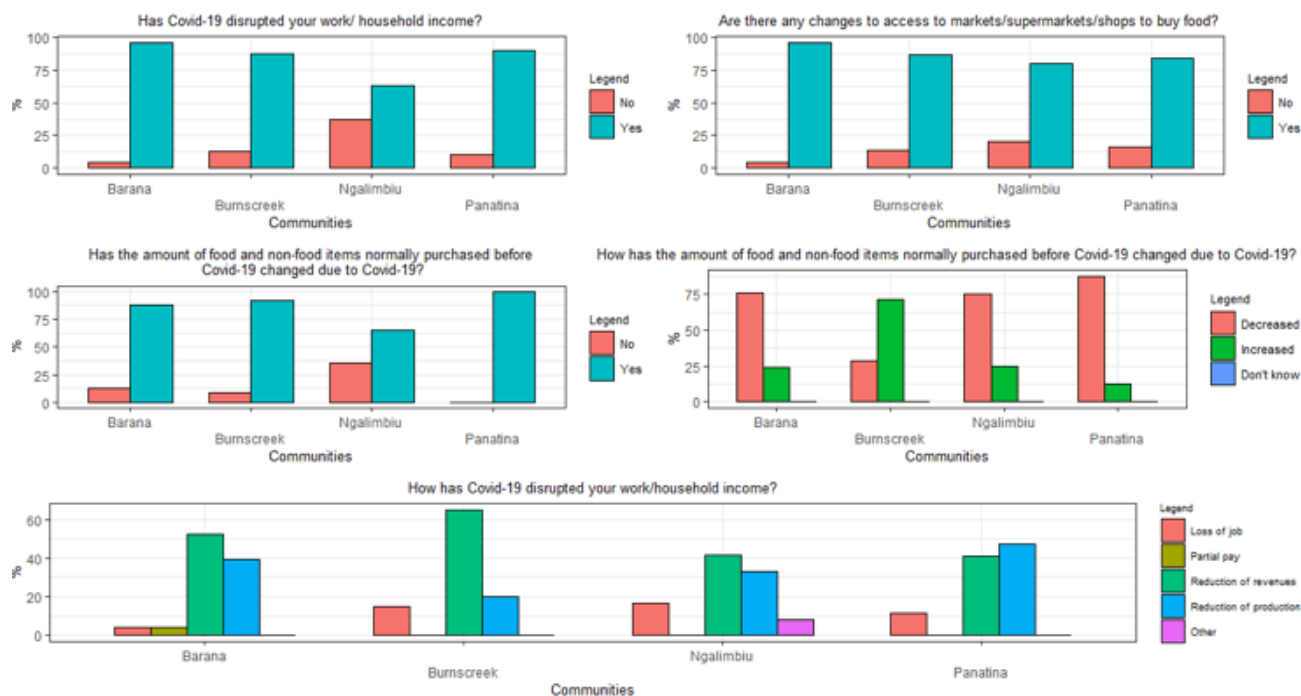 Has Covid-19 disrupted your work/ household income?
100
75
50
25
0
%
Barana
Burnscreek
Ngalimbiu
Panatina
Communities
Legend
No
Yes
Are there any changes to access to markets/supermarkets/shops to buy food?
100
75
50
25
0
%
Barana
Burnscreek
Ngalimbiu
Panatina
Communities
Legend
No
Yes
Has the amount of food and non-food items normally purchased before
Covid-19 changed due to Covid-19?
100
75
50
25
0
%
Barana
Burnscreek
Ngalimbiu
Panatina
Communities
Legend
No
Yes
How has the amount of food and non-food items normally purchased before Covid-19 changed due to Covid-19?
75
50
25
0
%
Barana
Burnscreek
Ngalimbiu
Panatina
Communities
Legend
Decreased
Increased
Don't know
How has Covid-19 disrupted your work/household income?
60
40
20
0
%
Barana
Burnscreek
Ngalimbiu
Panatina
Communities
Legend
Loss of job
Partial pay
Reduction of revenues
Reduction of production
Other